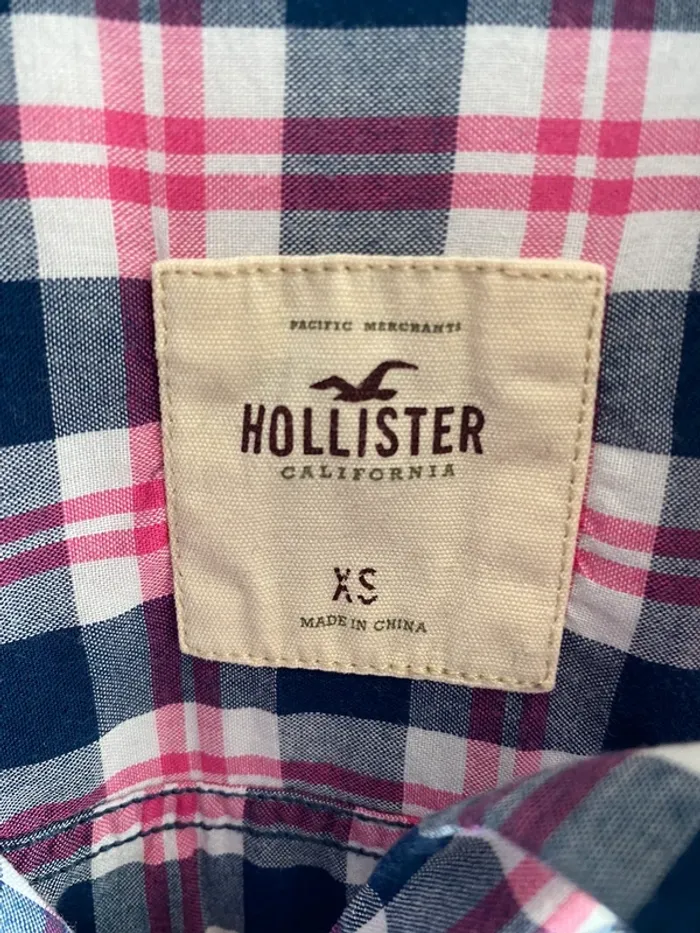 PACIFIC MERCHANTS
HOLLISTER
CALIFORNIA
XS
MADE IN CHINA